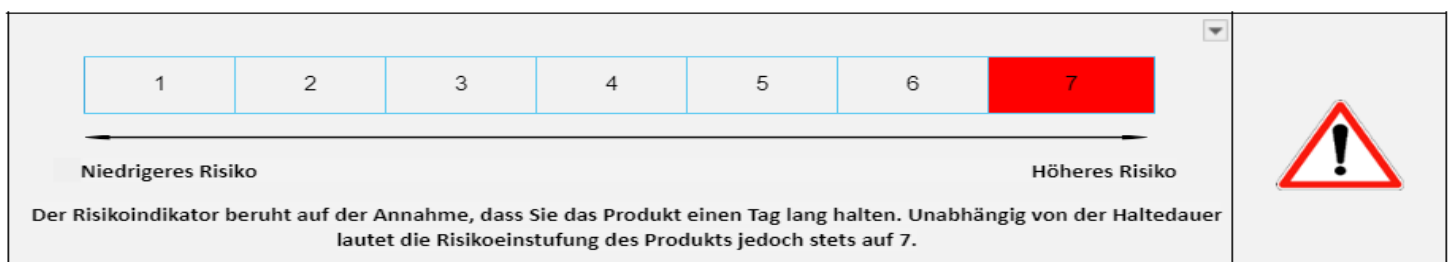 1 2 3 4 5 6 7
Niedrigeres Risiko Höheres Risiko
Der Risikoindikator beruht auf der Annahme, dass Sie das Produkt einen Tag lang halten. Unabhängig von der Haltedauer
lautet die Risikoeinstufung des Produkts jedoch stets auf 7.